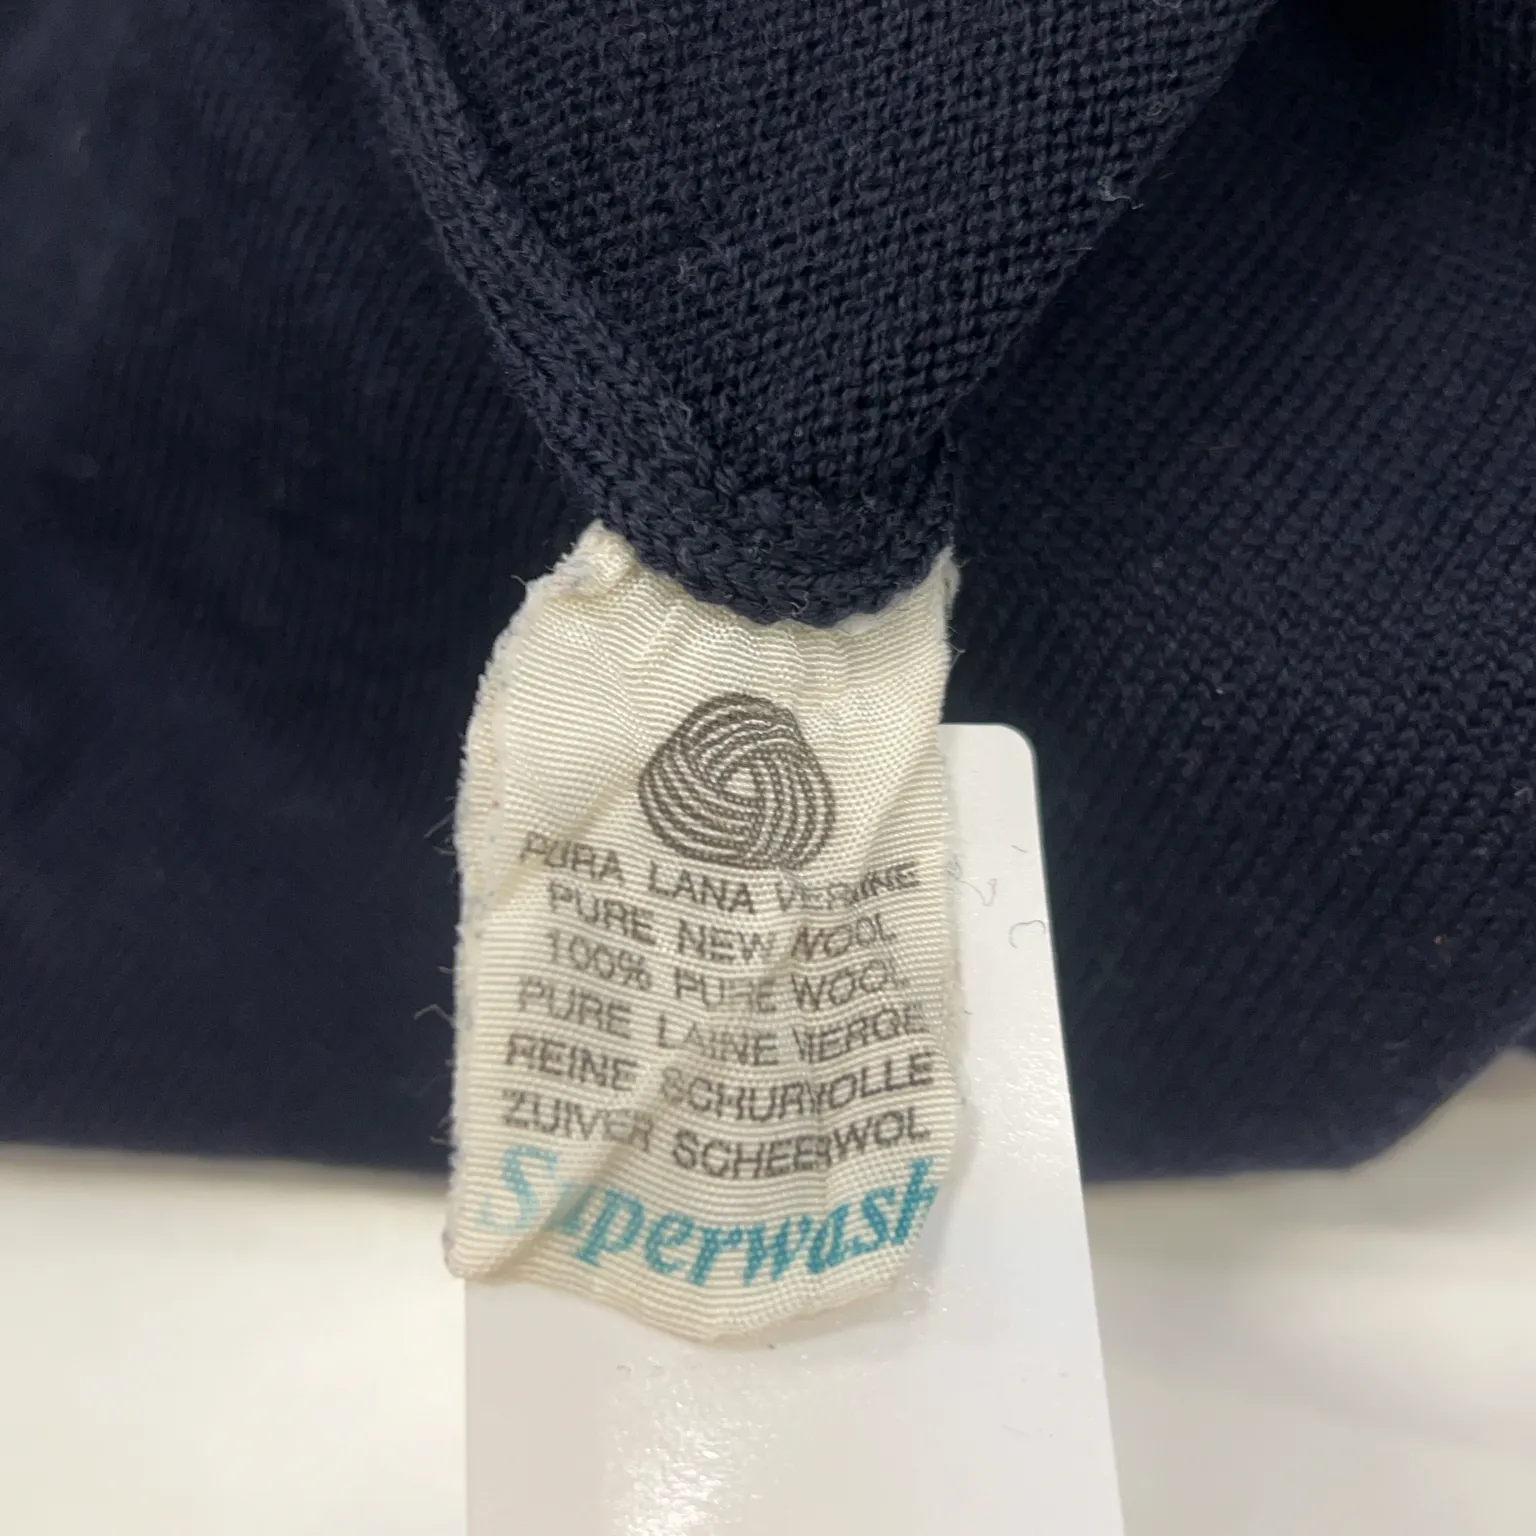 PURA LANA VERGINE
PURE NEW WOOL
100% PURE WOOL
PURE LAINE VIERGE
REINE SCHURWOLLE
ZUIVER SCHEERWOL
Superwash